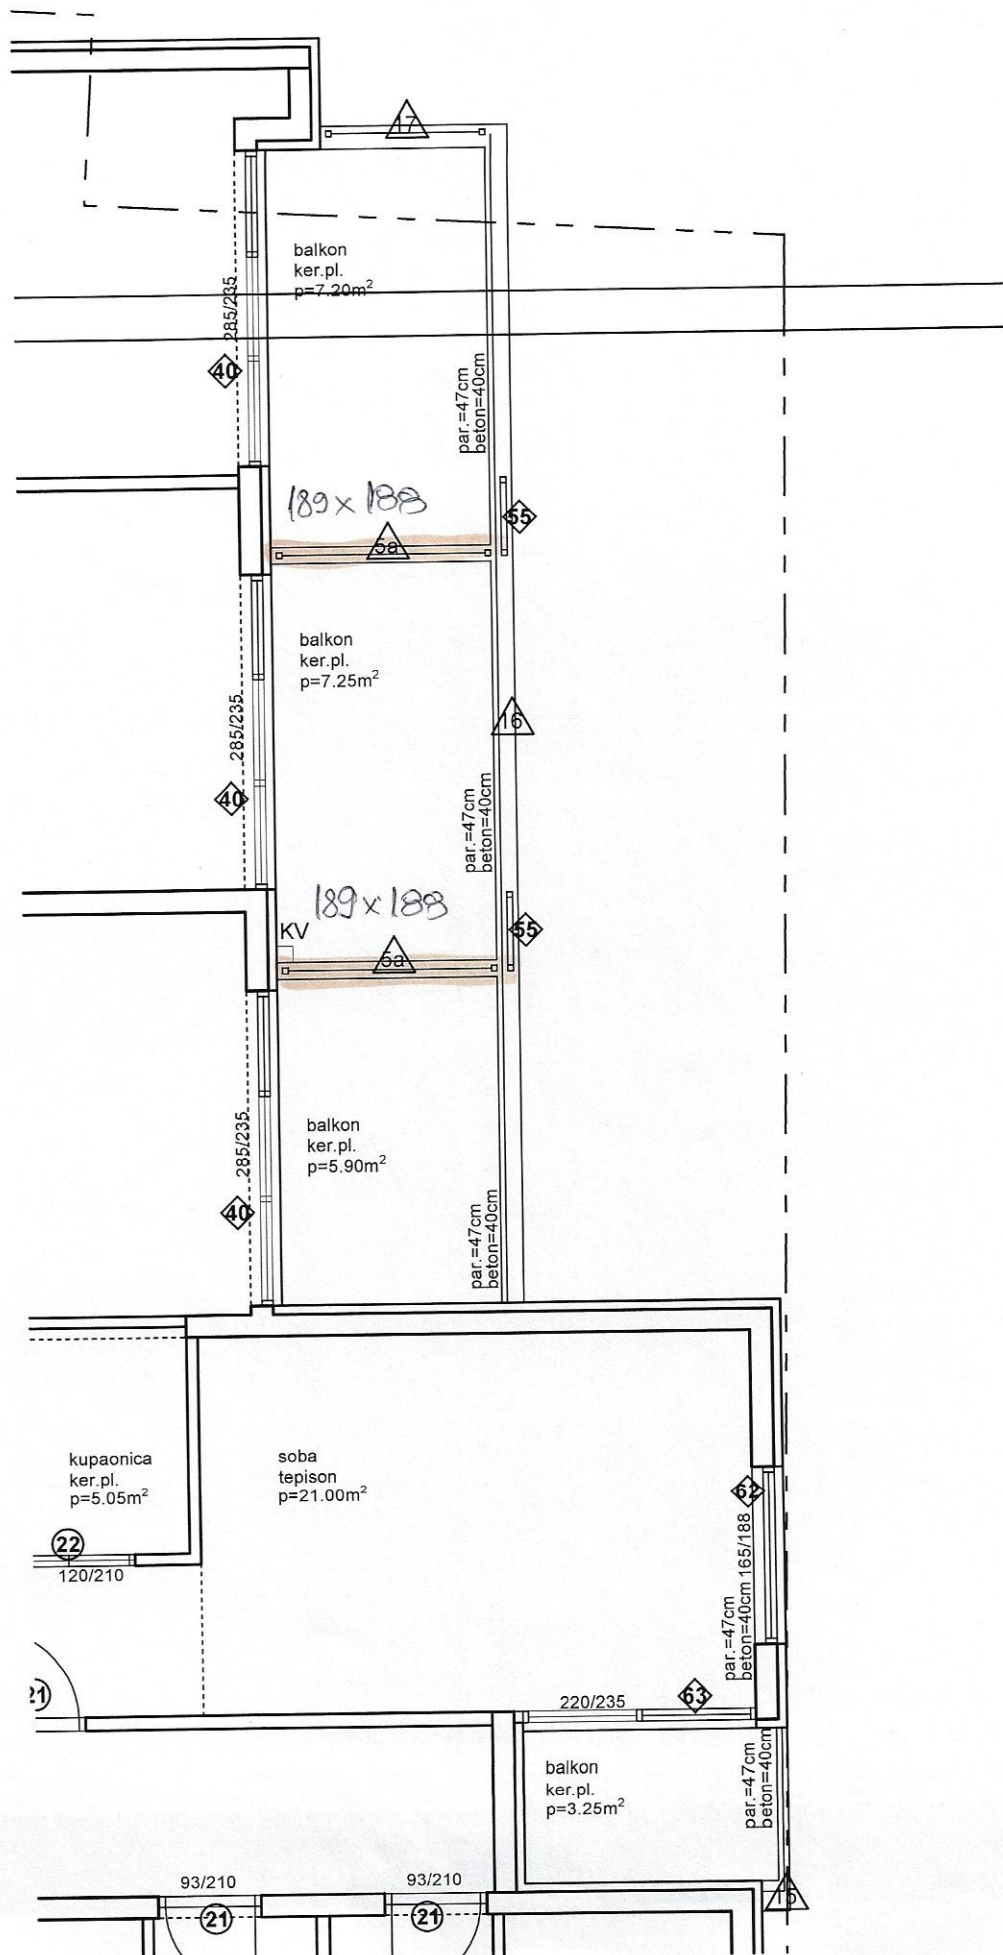 17
balkon
ker.pl.
p=7.20m²
285/235
40
par.=47cm
beton=40cm
189 x 188
55
5a
balkon
ker.pl.
p=7.25m²
285/235
16
40
par.=47cm
beton=40cm
189 x 188
KV
55
5a
balkon
ker.pl.
p=5.90m²
285/235
40
par.=47cm
beton=40cm
kupaonica
ker.pl.
p=5.05m²
soba
tepison
p=21.00m²
62
165/188
22
120/210
par.=47cm
beton=40cm
21
220/235
63
balkon
ker.pl.
p=3.25m²
par.=47cm
beton=40cm
93/210
93/210
15
21
21